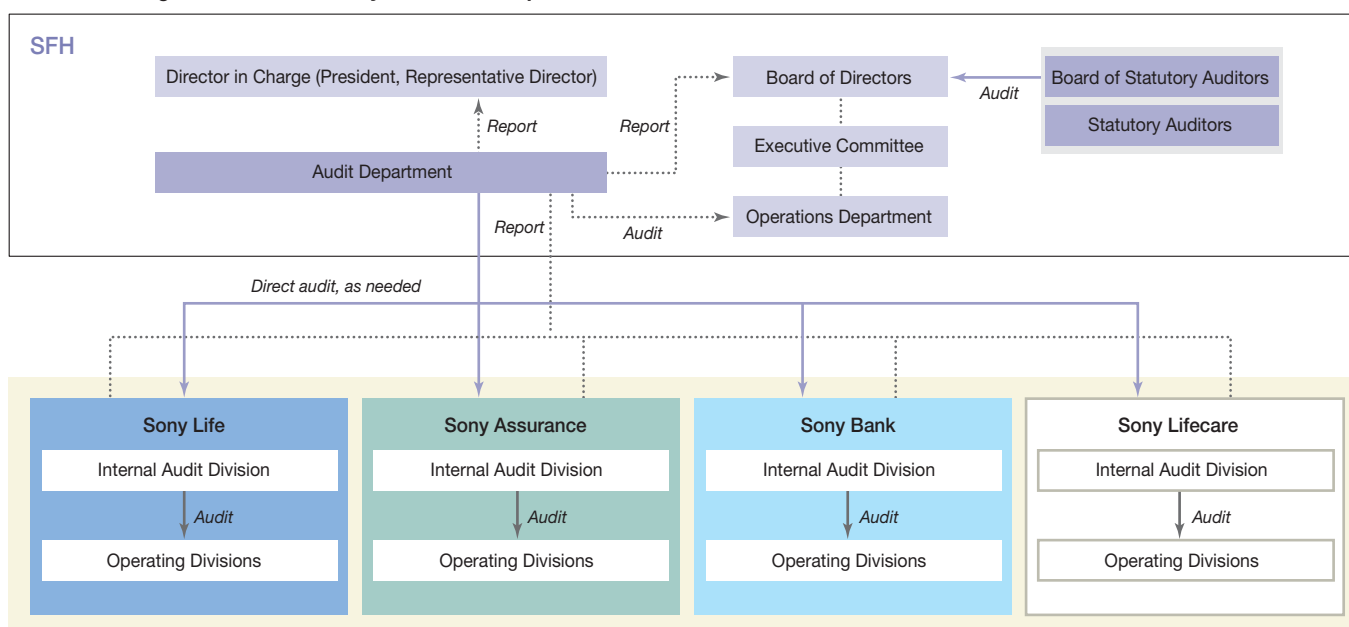 SFH
Director in Charge (President, Representative Director)
Board of Directors
Board of Statutory Auditors
Audit
Statutory Auditors
Report
Report
Executive Committee
Audit Department
Operations Department
Report
Audit
Direct audit, as needed
Sony Life
Sony Assurance
Sony Bank
Sony Lifecare
Internal Audit Division
Internal Audit Division
Internal Audit Division
Internal Audit Division
Audit
Audit
Audit
Audit
Operating Divisions
Operating Divisions
Operating Divisions
Operating Divisions